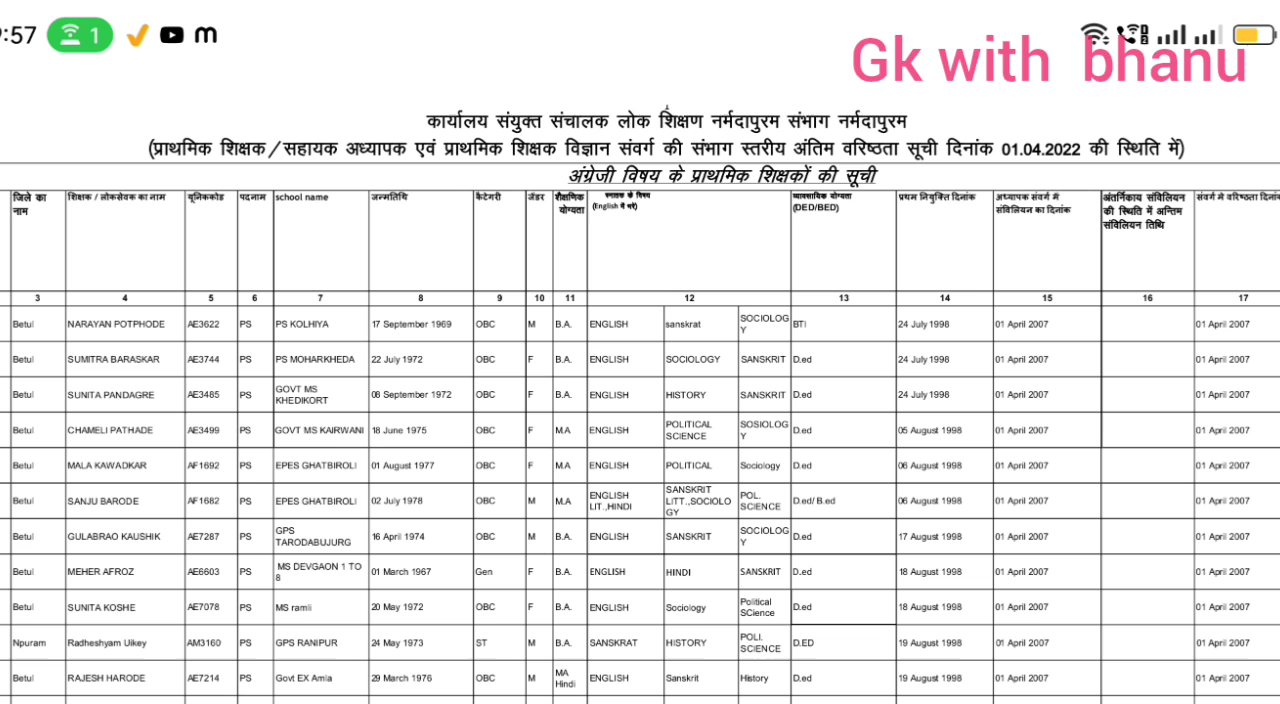 :57 1 m
Gk with bhanu
कार्यालय संयुक्त संचालक लोक शिक्षण नर्मदापुरम संभाग नर्मदापुरम
(प्राथमिक शिक्षक/सहायक अध्यापक एवं प्राथमिक शिक्षक विज्ञान संवर्ग की संभाग स्तरीय अंतिम वरिष्ठता सूची दिनांक 01.04.2022 की स्थिति में)
अंग्रेजी विषय के प्राथमिक शिक्षकों की सूची
जिले का नाम शिक्षक / लोकसेवक का नाम यूनिककोड पदनाम school name जन्मतिथि केटेगरी जेंडर शैक्षणिक योग्यता स्नातक के विषय (English में भरें) व्यावसायिक योग्यता (DED/BED) प्रथम नियुक्ति दिनांक अध्यापक संवर्ग में संविलियन का दिनांक अंतर्निकाय संविलियन की स्थिति में अन्तिम संविलियन तिथि संवर्ग मे वरिष्ठता
3 4 5 6 7 8 9 10 11 12 13 14 15 16 17
Betul NARAYAN POTPHODE AE3622 PS PS KOLHIYA 17 September 1969 OBC M B.A. ENGLISH sanskrat SOCIOLOGY BTI 24 July 1998 01 April 2007 01 April 2007
Betul SUMITRA BARASKAR AE3744 PS PS MOHARKHEDA 22 July 1972 OBC F B.A. ENGLISH SOCIOLOGY SANSKRIT D.ed 24 July 1998 01 April 2007 01 April 2007
Betul SUNITA PANDAGRE AE3485 PS GOVT MS KHEDIKORT 08 September 1972 OBC F B.A. ENGLISH HISTORY SANSKRIT D.ed 24 July 1998 01 April 2007 01 April 2007
Betul CHAMELI PATHADE AE3499 PS GOVT MS KAIRWANI 18 June 1975 OBC F M.A ENGLISH POLITICAL SCIENCE SOSIOLOGY D.ed 05 August 1998 01 April 2007 01 April 2007
Betul MALA KAWADKAR AF1692 PS EPES GHATBIROLI 01 August 1977 OBC F M.A ENGLISH POLITICAL Sociology D.ed 06 August 1998 01 April 2007 01 April 2007
Betul SANJU BARODE AF1682 PS EPES GHATBIROLI 02 July 1978 OBC M M.A ENGLISH LIT.,HINDI SANSKRIT LITT.,SOCIOLOGY POL. SCIENCE D.ed/ B.ed 06 August 1998 01 April 2007 01 April 2007
Betul GULABRAO KAUSHIK AE7287 PS GPS TARODABUJURG 16 April 1974 OBC M B.A. ENGLISH SANSKRIT SOCIOLOGY D.ed 17 August 1998 01 April 2007 01 April 2007
Betul MEHER AFROZ AE6603 PS MS DEVGAON 1 TO 8 01 March 1967 Gen F B.A. ENGLISH HINDI SANSKRIT D.ed 18 August 1998 01 April 2007 01 April 2007
Betul SUNITA KOSHE AE7078 PS MS ramli 20 May 1972 OBC F B.A. ENGLISH Sociology Political SCience D.ed 18 August 1998 01 April 2007 01 April 2007
Npuram Radheshyam Uikey AM3160 PS GPS RANIPUR 24 May 1973 ST M B.A. SANSKRAT HISTORY POLI. SCIENCE D.ED 19 August 1998 01 April 2007 01 April 2007
Betul RAJESH HARODE AE7214 PS Govt EX Amla 29 March 1976 OBC M MA Hindi ENGLISH Sanskrit History D.ed 19 August 1998 01 April 2007 01 April 2007